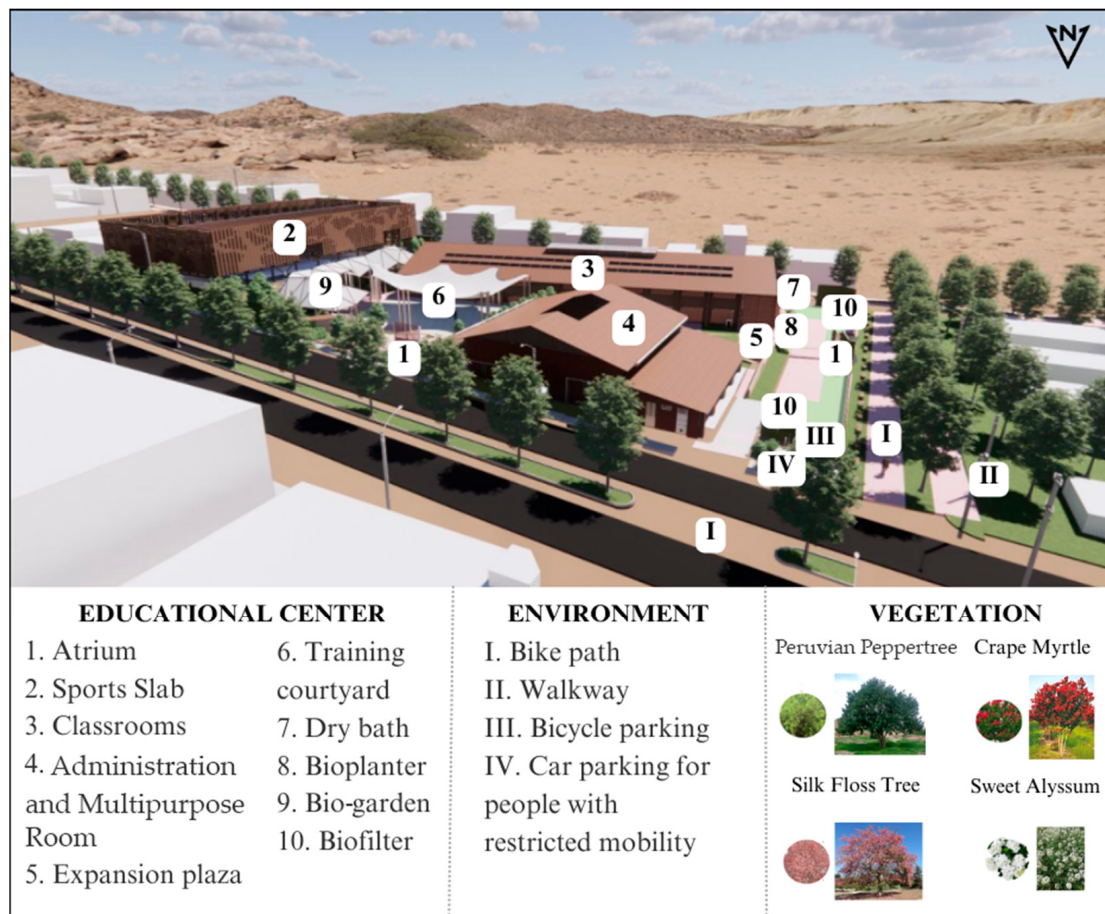 N
2
9
6
3
7
10
4
5
8
1
1
10
III
I
IV
II
I
EDUCATIONAL CENTER
1. Atrium
2. Sports Slab
3. Classrooms
4. Administration
and Multipurpose
Room
5. Expansion plaza
6. Training
courtyard
7. Dry bath
8. Bioplanter
9. Bio-garden
10. Biofilter
ENVIRONMENT
I. Bike path
II. Walkway
III. Bicycle parking
IV. Car parking for
people with
restricted mobility
VEGETATION
Peruvian Peppertree
Crape Myrtle
Silk Floss Tree
Sweet Alyssum